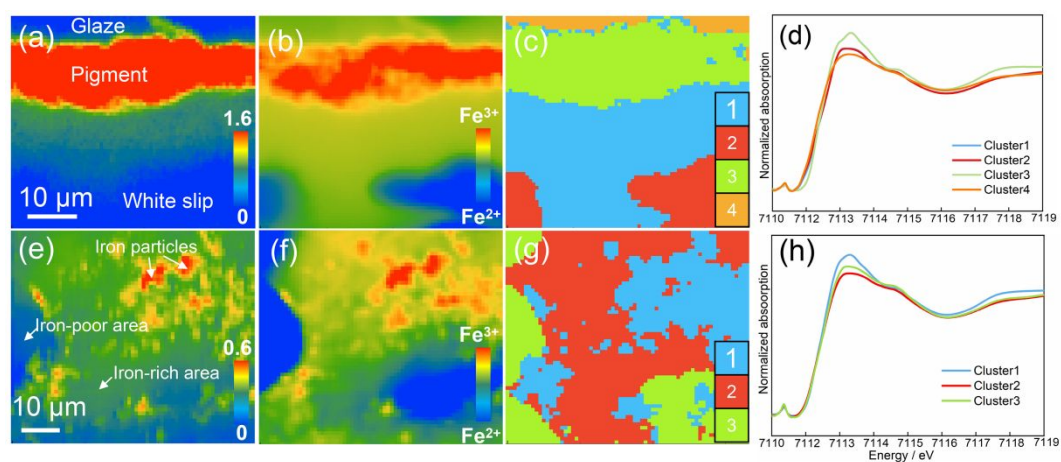 (a)
Glaze
Pigment
1.6
10 μm
White slip
0
(b)
Fe3+
Fe2+
(c)
1
2
3
4
(d)
Normalized absorption
Cluster1
Cluster2
Cluster3
Cluster4
7110 7112 7113 7114 7115 7116 7117 7118 7119
(e)
Iron particles
Iron-poor area
0.6
Iron-rich area
10 μm
0
(f)
Fe3+
Fe2+
(g)
1
2
3
(h)
Normalized absorption
Cluster1
Cluster2
Cluster3
7110 7112 7113 7114 7115 7116 7117 7118 7119
Energy / eV